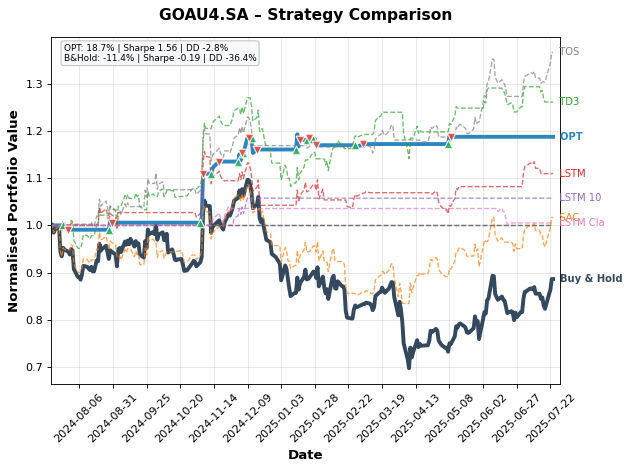 GOAU4.SA – Strategy Comparison
OPT: 18.7% | Sharpe 1.56 | DD -2.8%
B&Hold: -11.4% | Sharpe -0.19 | DD -36.4%
Normalised Portfolio Value
1.3
1.2
1.1
1.0
0.9
0.8
0.7
TOS
TD3
OPT
LSTM
LSTM 10
SAC
LSTM Cla
Buy & Hold
2024-08-06
2024-08-31
2024-09-25
2024-10-20
2024-11-14
2024-12-09
2025-01-03
2025-01-28
2025-02-22
2025-03-19
2025-04-13
2025-05-08
2025-06-02
2025-06-27
2025-07-22
Date